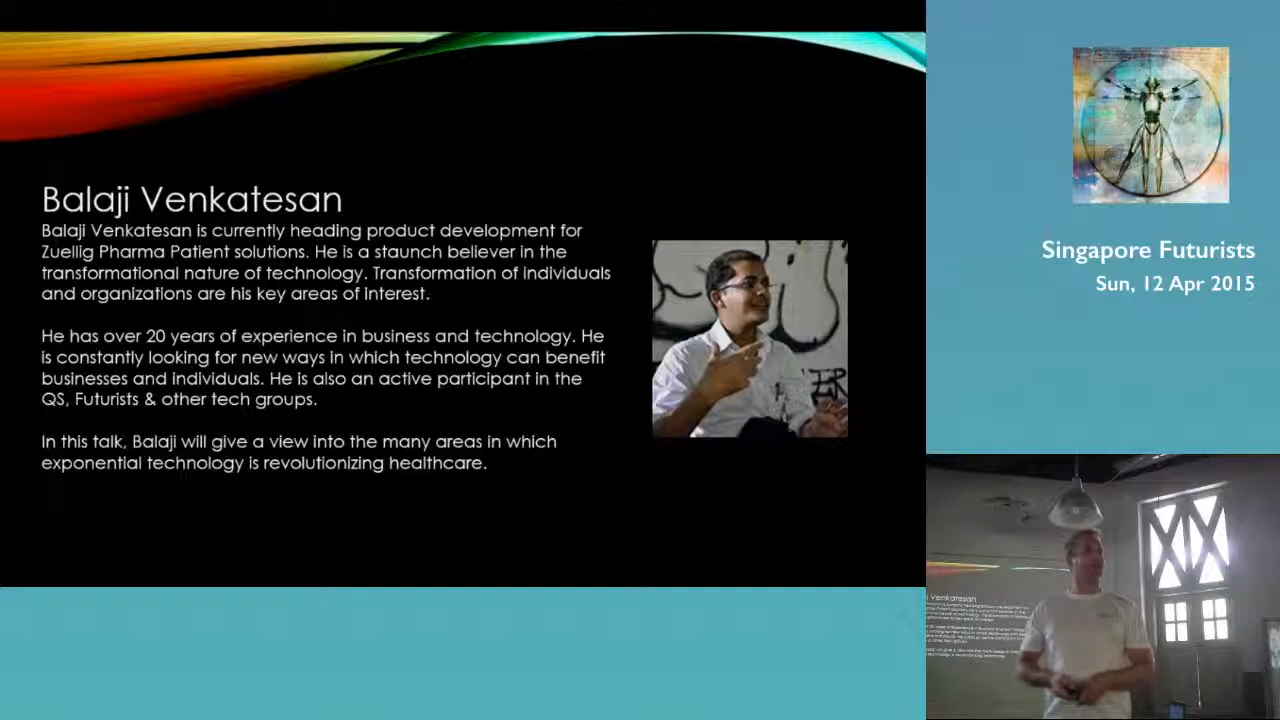 Balaji Venkatesan
Balaji Venkatesan is currently heading product development for
Zuellig Pharma Patient solutions. He is a staunch believer in the
transformational nature of technology. Transformation of individuals
and organizations are his key areas of interest.
He has over 20 years of experience in business and technology. He
is constantly looking for new ways in which technology can benefit
businesses and individuals. He is also an active participant in the
QS, Futurists & other tech groups.
In this talk, Balaji will give a view into the many areas in which
exponential technology is revolutionizing healthcare.
Singapore Futurists
Sun, 12 Apr 2015